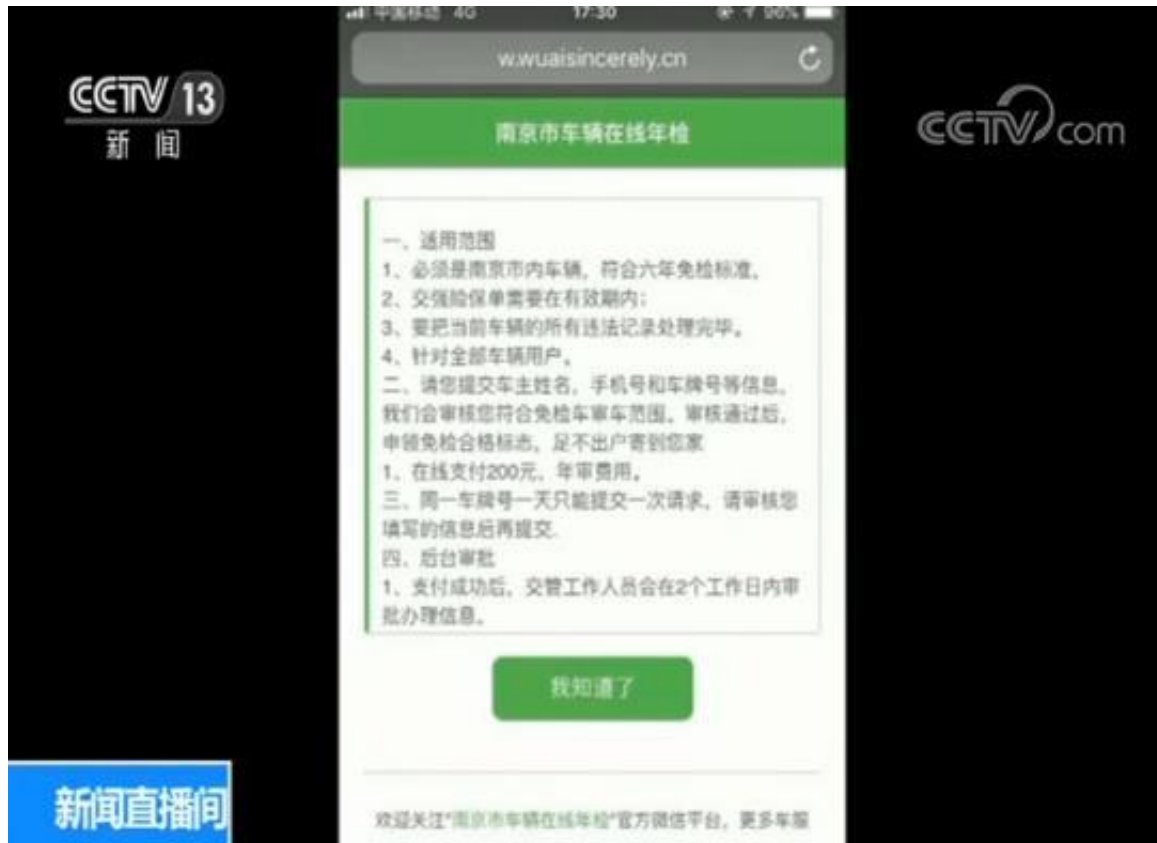 中国移动 4G 17:30 96%
w.wuaisincerely.cn
CCTV 13
新闻
CCTV com
南京市车辆在线年检
一、适用范围
1、必须是南京市内车辆，符合六年免检标准。
2、交强险保单需要在有效期内；
3、要把当前车辆的所有违法记录处理完毕。
4、针对全部车辆用户。
二、请您提交车主姓名，手机号和车牌号等信息。
我们会审核您符合免检车审车范围。审核通过后，
申领免检合格标志，足不出户寄到您家
1、在线支付200元，年审费用。
三、同一车牌号一天只能提交一次请求，请审核您
填写的信息后再提交.
四、后台审批
1、支付成功后，交管工作人员会在2个工作日内审
批办理信息。
我知道了
新闻直播间
欢迎关注"南京市车辆在线年检"官方微信平台，更多车服